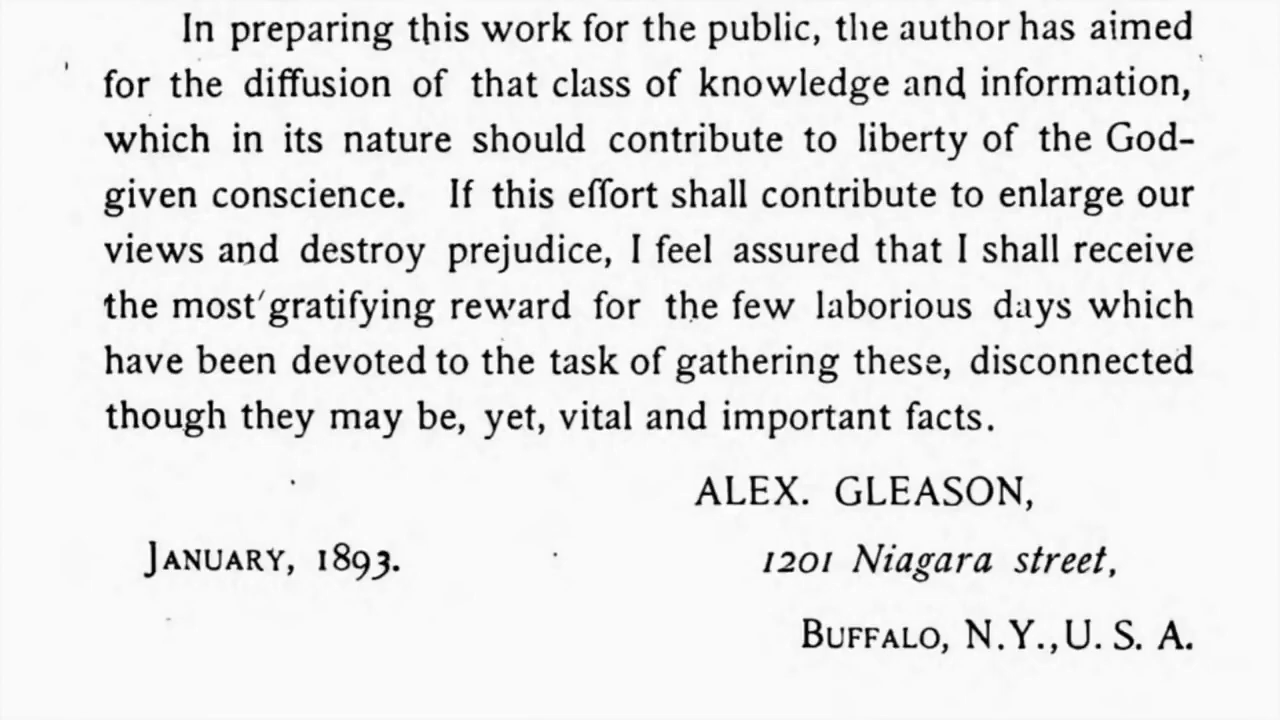 In preparing this work for the public, the author has aimed
for the diffusion of that class of knowledge and information,
which in its nature should contribute to liberty of the God-
given conscience. If this effort shall contribute to enlarge our
views and destroy prejudice, I feel assured that I shall receive
the most gratifying reward for the few laborious days which
have been devoted to the task of gathering these, disconnected
though they may be, yet, vital and important facts.
ALEX. GLEASON,
January, 1893.
1201 Niagara street,
Buffalo, N.Y., U. S. A.